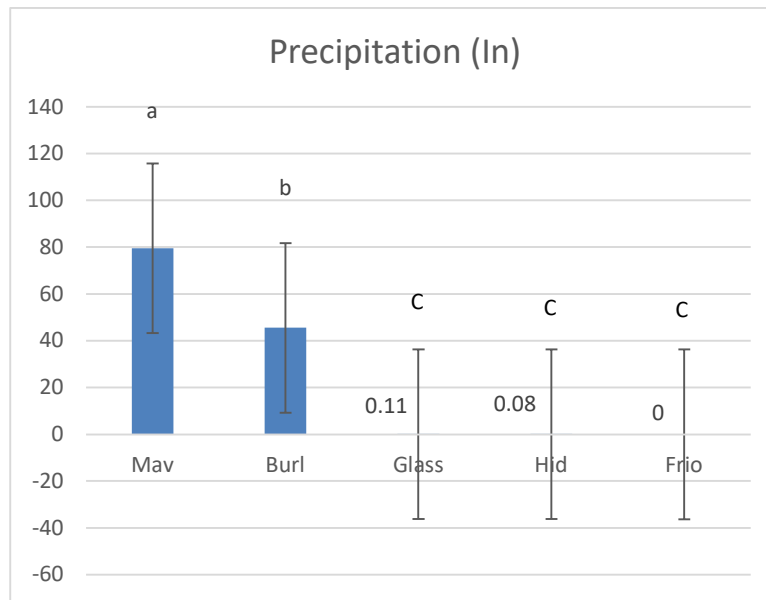 Precipitation (In)
140
a
120
100
b
80
60
C
C
C
40
20
0.11
0.08
0
0
Mav
Burl
Glass
Hid
Frio
-20
-40
-60